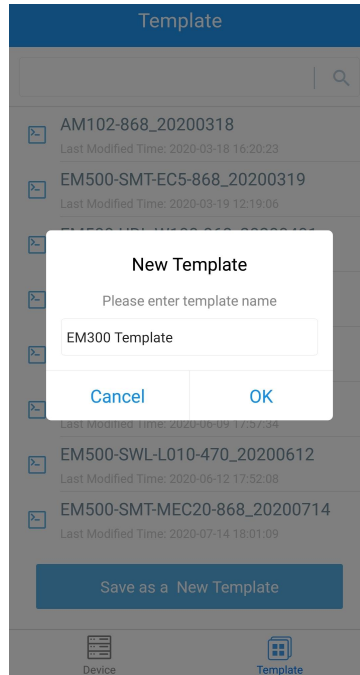 Template
AM102-868_20200318
Last Modified Time: 2020-03-18 16:20:23
EM500-SMT-EC5-868_20200319
Last Modified Time: 2020-03-19 12:19:06
New Template
Please enter template name
EM300 Template
Cancel
OK
Last Modified Time: 2020-06-09 17:57:34
EM500-SWL-L010-470_20200612
Last Modified Time: 2020-06-12 17:52:08
EM500-SMT-MEC20-868_20200714
Last Modified Time: 2020-07-14 18:01:09
Save as a New Template
Device
Template